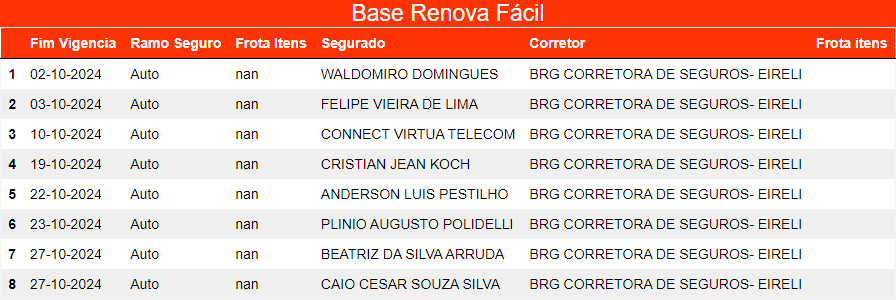 Base Renova Fácil
Fim Vigencia Ramo Seguro Frota Itens Segurado Corretor Frota itens
1 02-10-2024 Auto nan WALDOMIRO DOMINGUES BRG CORRETORA DE SEGUROS- EIRELI
2 03-10-2024 Auto nan FELIPE VIEIRA DE LIMA BRG CORRETORA DE SEGUROS- EIRELI
3 10-10-2024 Auto nan CONNECT VIRTUA TELECOM BRG CORRETORA DE SEGUROS- EIRELI
4 19-10-2024 Auto nan CRISTIAN JEAN KOCH BRG CORRETORA DE SEGUROS- EIRELI
5 22-10-2024 Auto nan ANDERSON LUIS PESTILHO BRG CORRETORA DE SEGUROS- EIRELI
6 23-10-2024 Auto nan PLINIO AUGUSTO POLIDELLI BRG CORRETORA DE SEGUROS- EIRELI
7 27-10-2024 Auto nan BEATRIZ DA SILVA ARRUDA BRG CORRETORA DE SEGUROS- EIRELI
8 27-10-2024 Auto nan CAIO CESAR SOUZA SILVA BRG CORRETORA DE SEGUROS- EIRELI